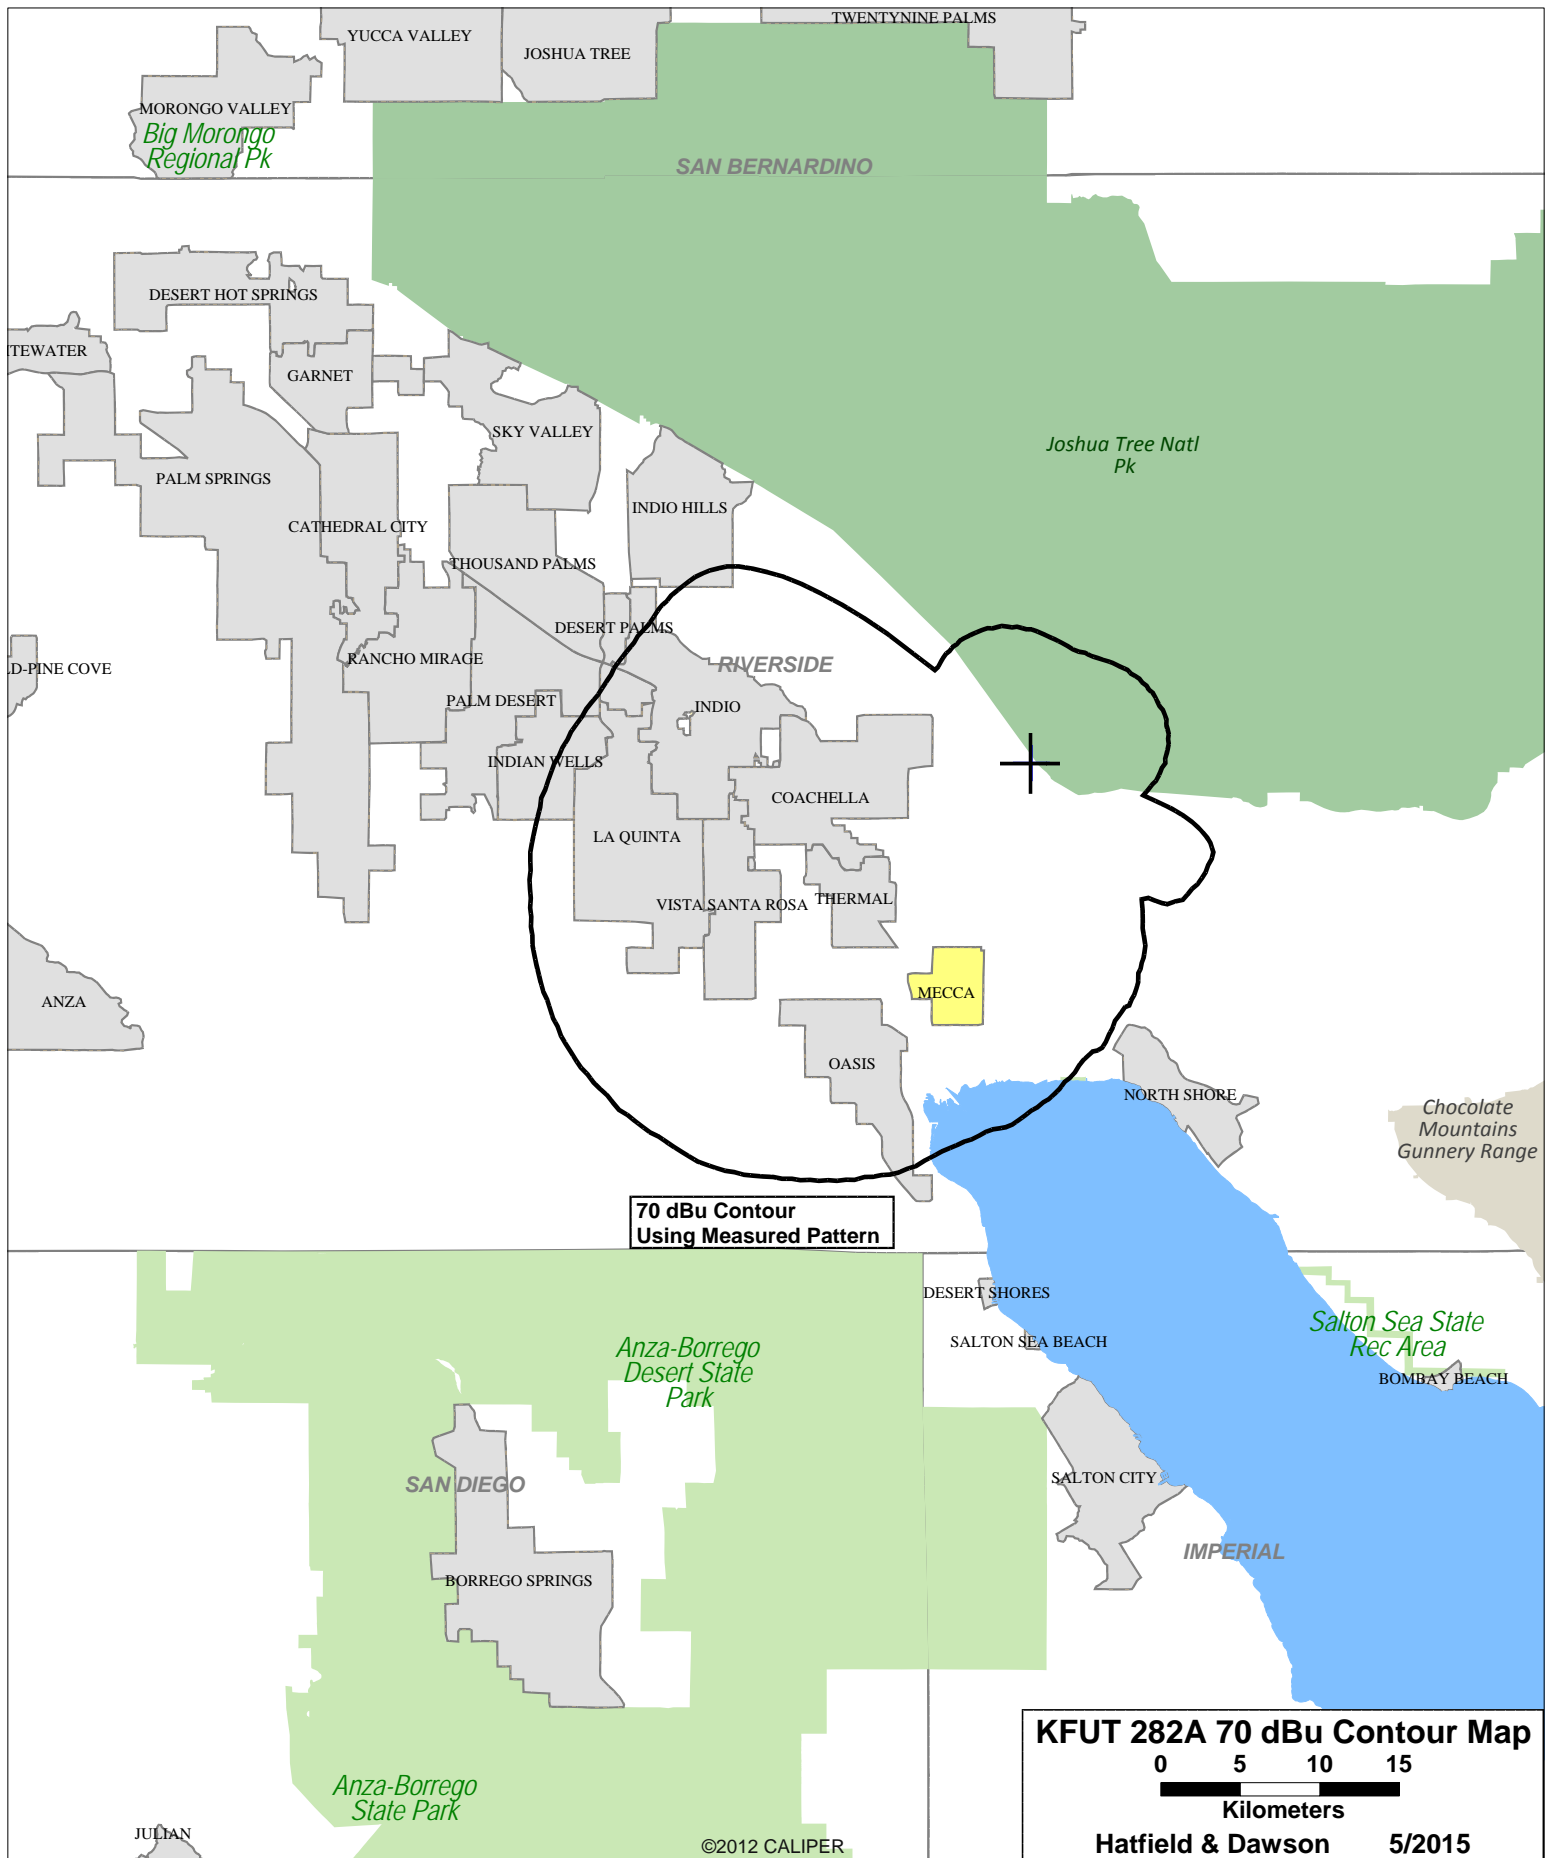 TWENTYNINE PALMS
YUCCA VALLEY
JOSHUA TREE
MORONGO VALLEY
Big Morongo
Regional Pk
SAN BERNARDINO
DESERT HOT SPRINGS
ITEWATER
GARNET
SKY VALLEY
Joshua Tree Natl
Pk
PALM SPRINGS
INDIO HILLS
CATHEDRAL CITY
THOUSAND PALMS
DESERT PALMS
RANCHO MIRAGE
RIVERSIDE
LD-PINE COVE
PALM DESERT
INDIO
INDIAN WELLS
COACHELLA
LA QUINTA
VISTA SANTA ROSA
THERMAL
MECCA
ANZA
OASIS
NORTH SHORE
Chocolate
Mountains
Gunnery Range
70 dBu Contour
Using Measured Pattern
DESERT SHORES
SALTON SEA BEACH
Salton Sea State
Rec Area
BOMBAY BEACH
Anza-Borrego
Desert State
Park
SALTON CITY
SAN DIEGO
IMPERIAL
BORREGO SPRINGS
Anza-Borrego
State Park
JULIAN
©2012 CALIPER
KFUT 282A 70 dBu Contour Map
0 5 10 15
Kilometers
Hatfield & Dawson 5/2015